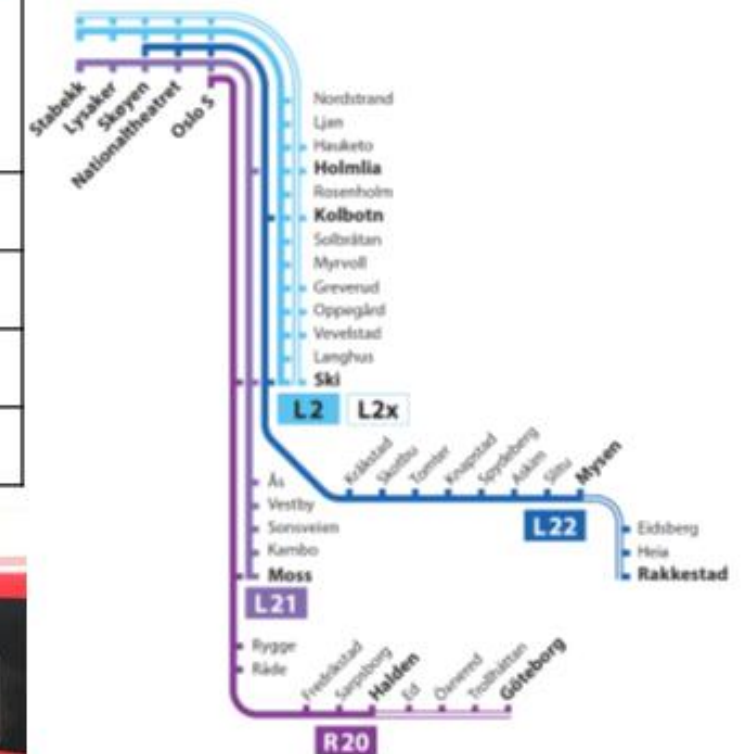 Stabekk
Lysaker
Skøyen
Nationaltheatret
Oslo S
Nordstrand
Ljan
Hauketo
Holmlia
Rosenholm
Kolbotn
Solbråtan
Myrvoll
Greverud
Oppegård
Vevelstad
Langhus
Ski
L2 L2x
Kråkstad
Skotbu
Tomter
Knapstad
Spydeberg
Askim
Slitu
Mysen
L22
Eidsberg
Heia
Rakkestad
Ås
Vestby
Sonsveien
Kambo
Moss
L21
Rygge
Råde
Fredrikstad
Sarpsborg
Halden
Ed
Öxnered
Trollhättan
Göteborg
R20